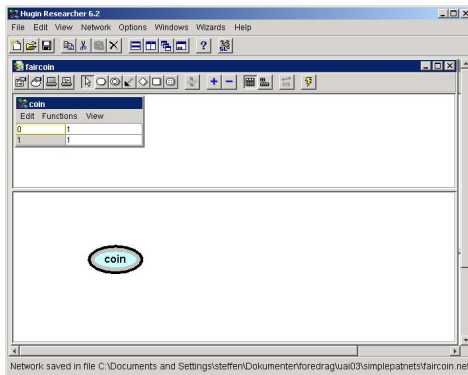 Hugin Researcher 6.2
File Edit View Network Options Windows Wizards Help
faircoin
coin
Edit Functions View
0 1
1 1
coin
Network saved in file C:\Documents and Settings\steffen\Dokumenter\foredrag\uai03\simplepatnets\faircoin.net